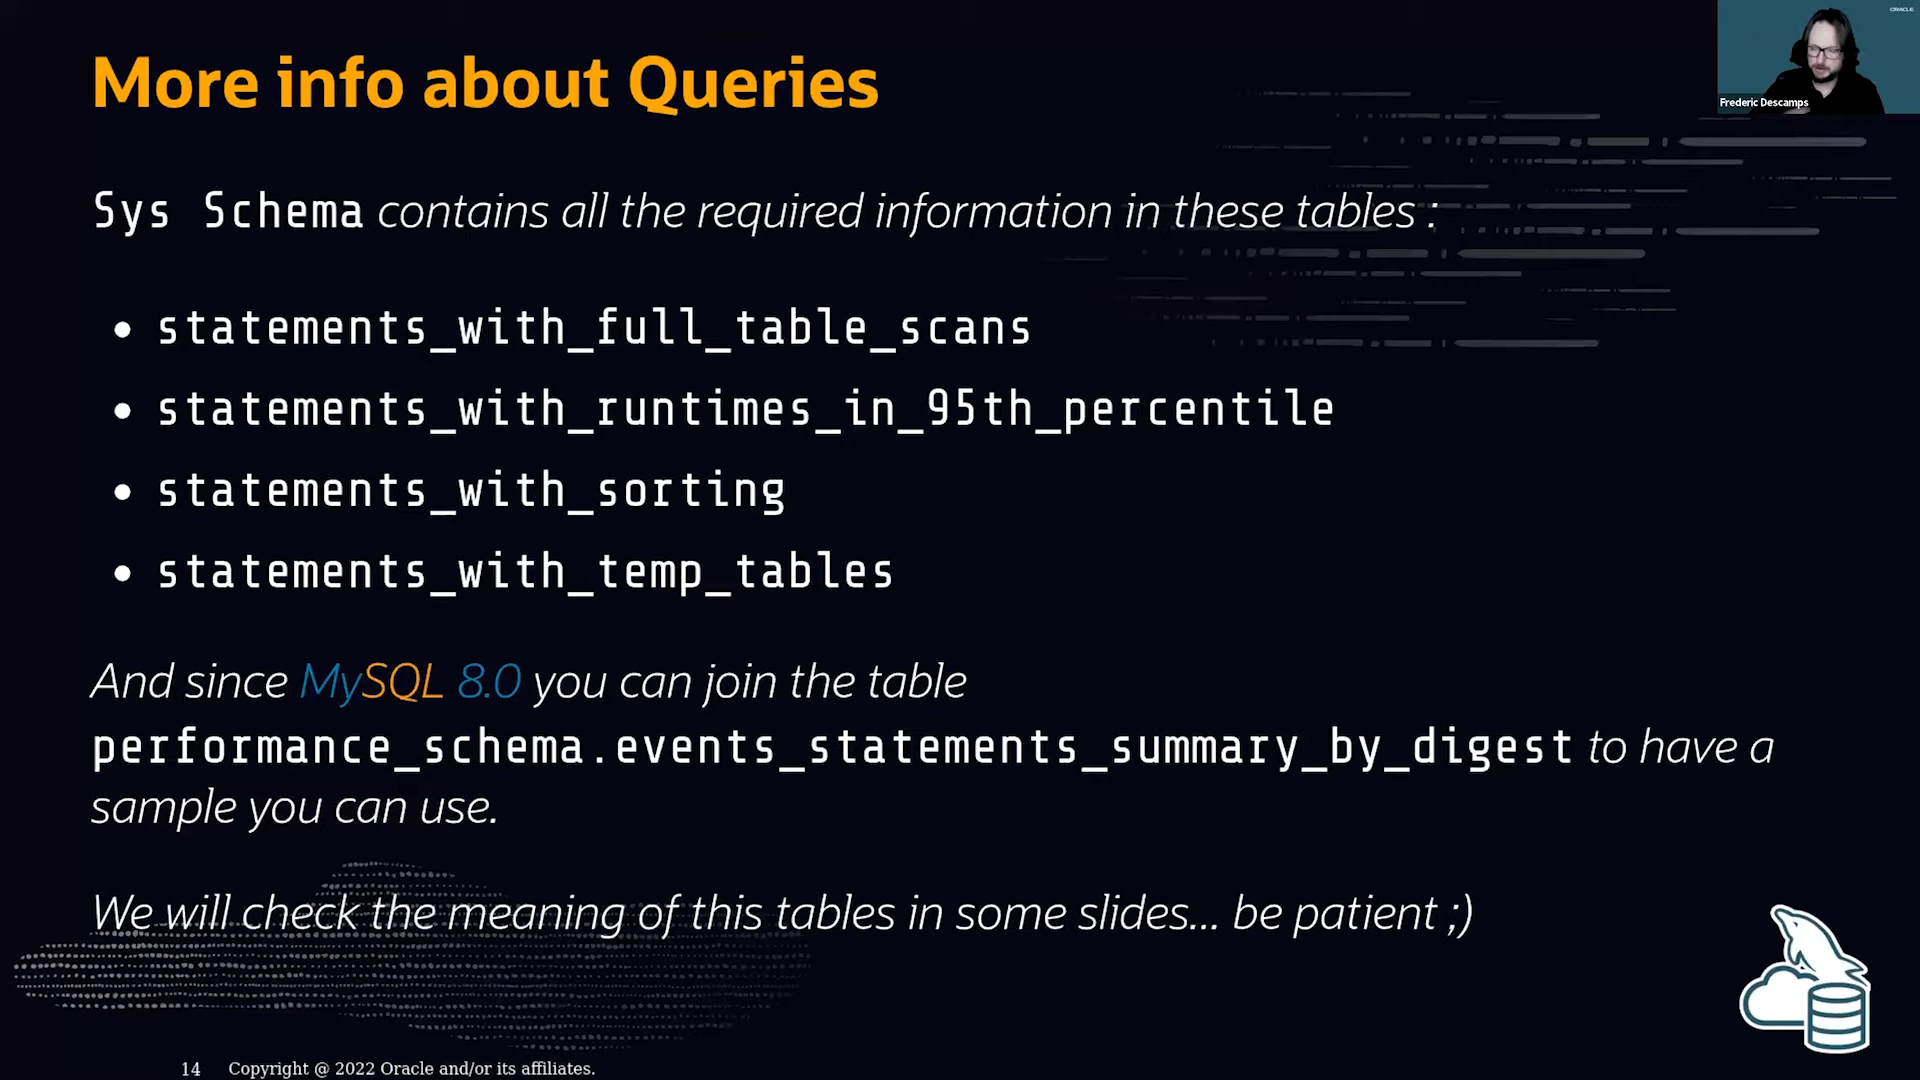 ORACLE
More info about Queries
Frederic Descamps
Sys Schema contains all the required information in these tables :
• statements_with_full_table_scans
• statements_with_runtimes_in_95th_percentile
• statements_with_sorting
• statements_with_temp_tables
And since MySQL 8.0 you can join the table
performance_schema.events_statements_summary_by_digest to have a
sample you can use.
We will check the meaning of this tables in some slides... be patient ;)
14 Copyright @ 2022 Oracle and/or its affiliates.